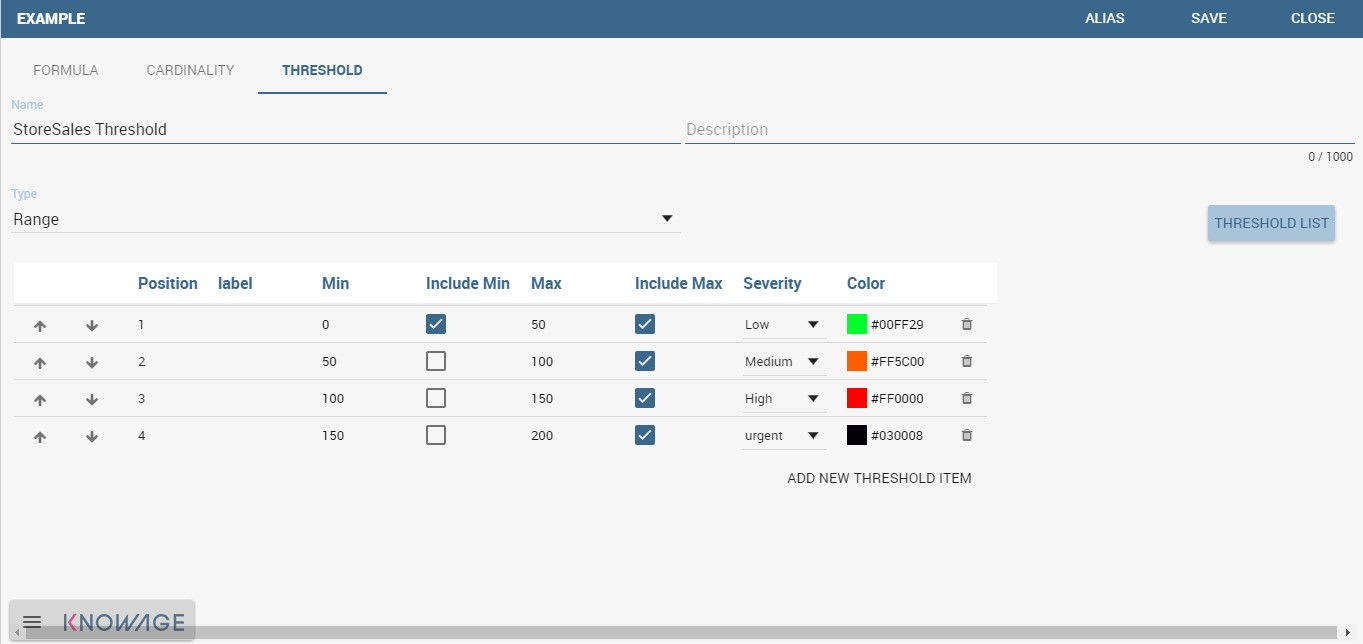 EXAMPLE ALIAS SAVE CLOSE
FORMULA CARDINALITY THRESHOLD
Name
StoreSales Threshold Description
0 / 1000
Type
Range
THRESHOLD LIST
Position label Min Include Min Max Include Max Severity Color
1 0 50 Low #00FF29
2 50 100 Medium #FF5C00
3 100 150 High #FF0000
4 150 200 urgent #030008
ADD NEW THRESHOLD ITEM
KNOWAGE